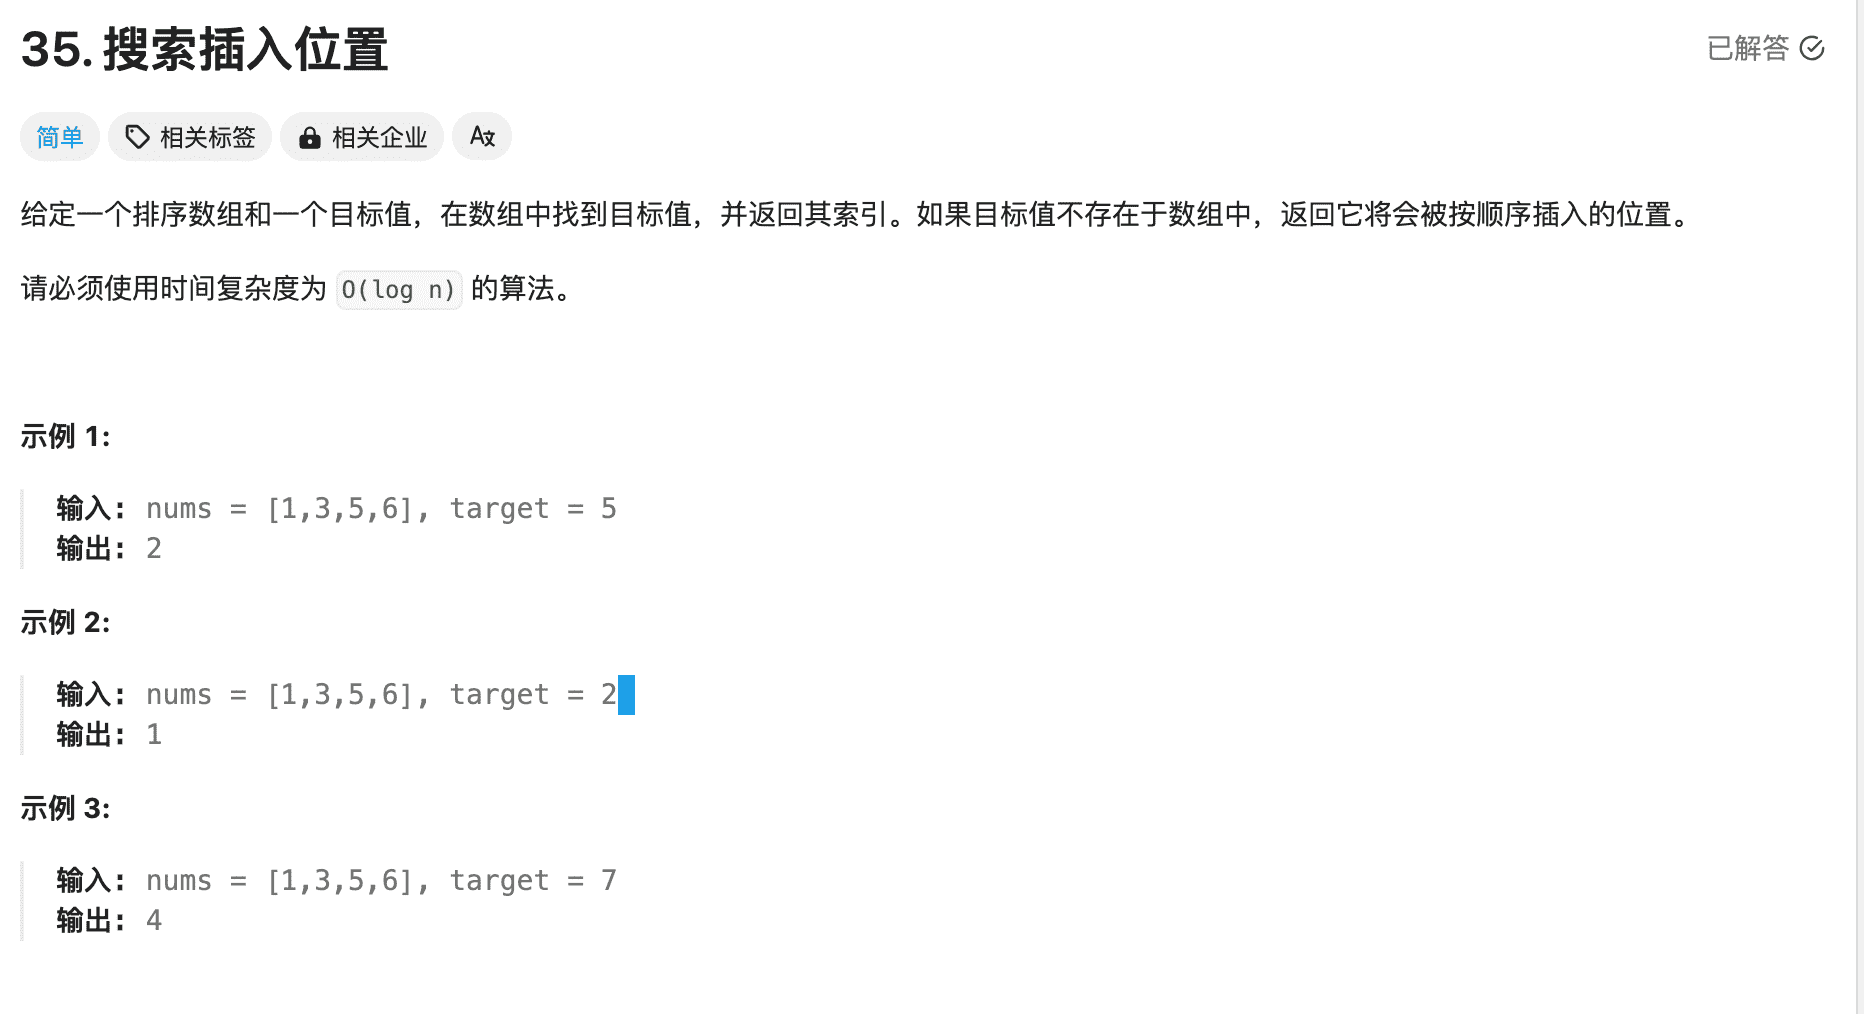 35. 搜索插入位置
已解答
简单
相关标签
相关企业
给定一个排序数组和一个目标值，在数组中找到目标值，并返回其索引。如果目标值不存在于数组中，返回它将会被按顺序插入的位置。
请必须使用时间复杂度为 O(log n) 的算法。
示例 1:
输入: nums = [1,3,5,6], target = 5
输出: 2
示例 2:
输入: nums = [1,3,5,6], target = 2
输出: 1
示例 3:
输入: nums = [1,3,5,6], target = 7
输出: 4